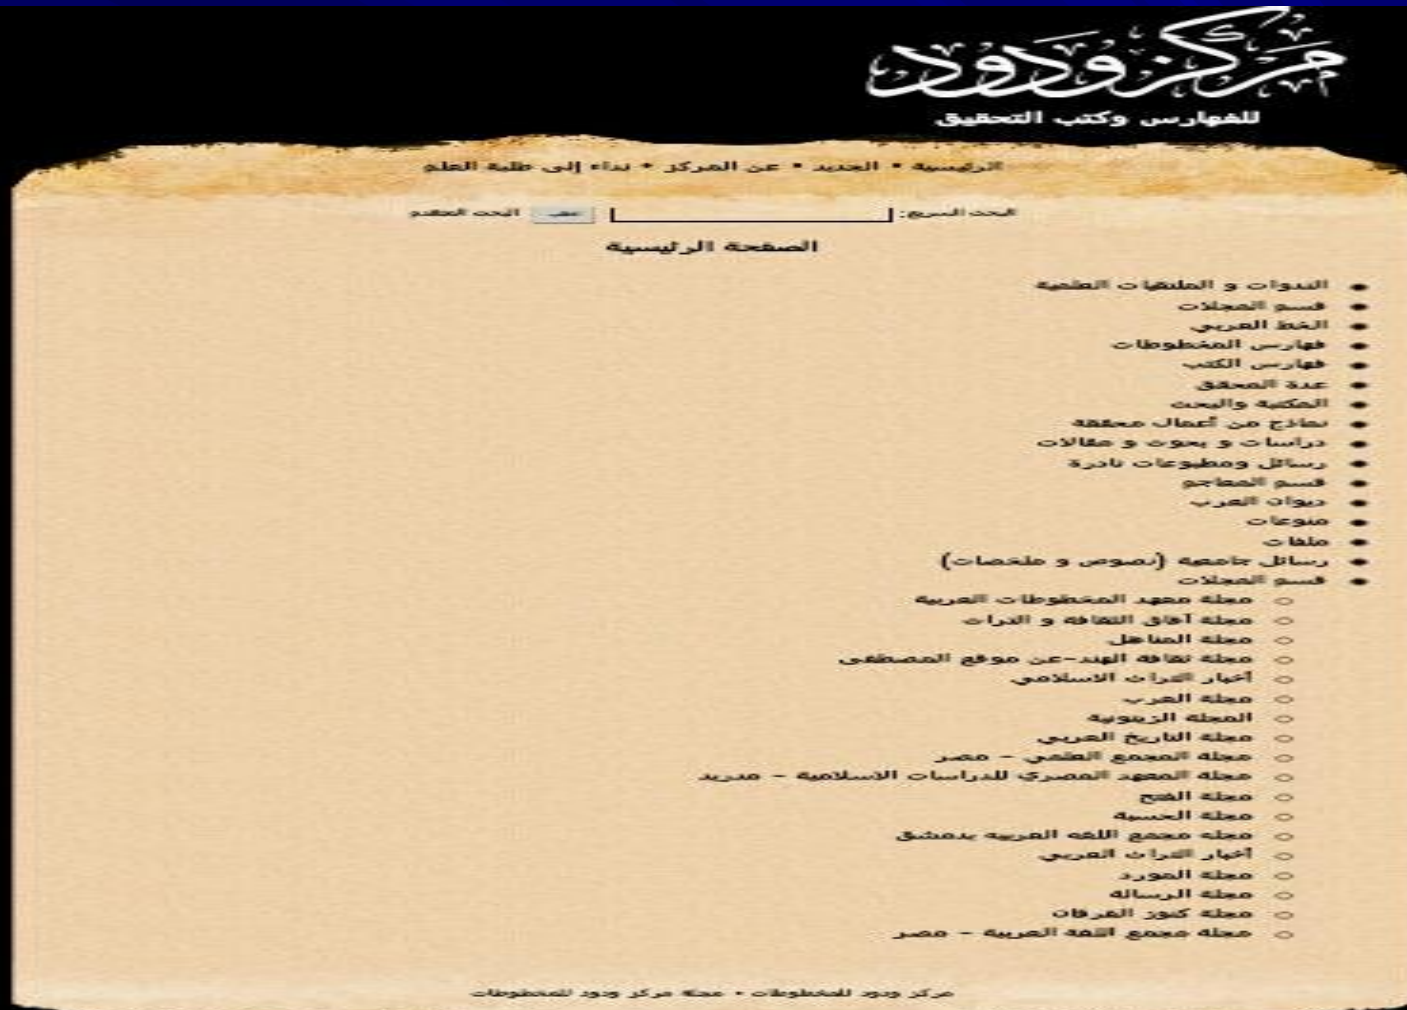 مركز ودود
للفهارس وكتب التحقيق
الرئيسية • الجديد • عن المركز • نداء إلى طلبة العلم
البحث السريع: البحث المتقدم
الصفحة الرئيسية
الندوات و الملتقيات العلمية
قسم المجلات
الخط العربي
فهارس المخطوطات
فهارس الكتب
عدة المحقق
المكتبة والبحث
نماذج من أعمال محققة
دراسات و بحوث و مقالات
رسائل ومطبوعات نادرة
قسم المعاجم
ديوان العرب
منوعات
ملفات
رسائل جامعية (نصوص و ملخصات)
قسم المجلات
مجلة معهد المخطوطات العربية
مجلة آفاق الثقافة و التراث
مجلة المناهل
مجلة ثقافة الهند-عن موقع المصطفى
أخبار التراث الاسلامي
مجلة العرب
المجلة الزيتونية
مجلة التاريخ العربي
مجلة المجمع العلمي - مصر
مجلة المعهد المصري للدراسات الاسلامية - مدريد
مجلة الفتح
مجلة الحسبة
مجلة مجمع اللغة العربية بدمشق
أخبار التراث العربي
مجلة المورد
مجلة الرسالة
مجلة كنوز الفرقان
مجلة مجمع اللغة العربية - مصر
مركز ودود للمخطوطات • مجلة مركز ودود للمخطوطات